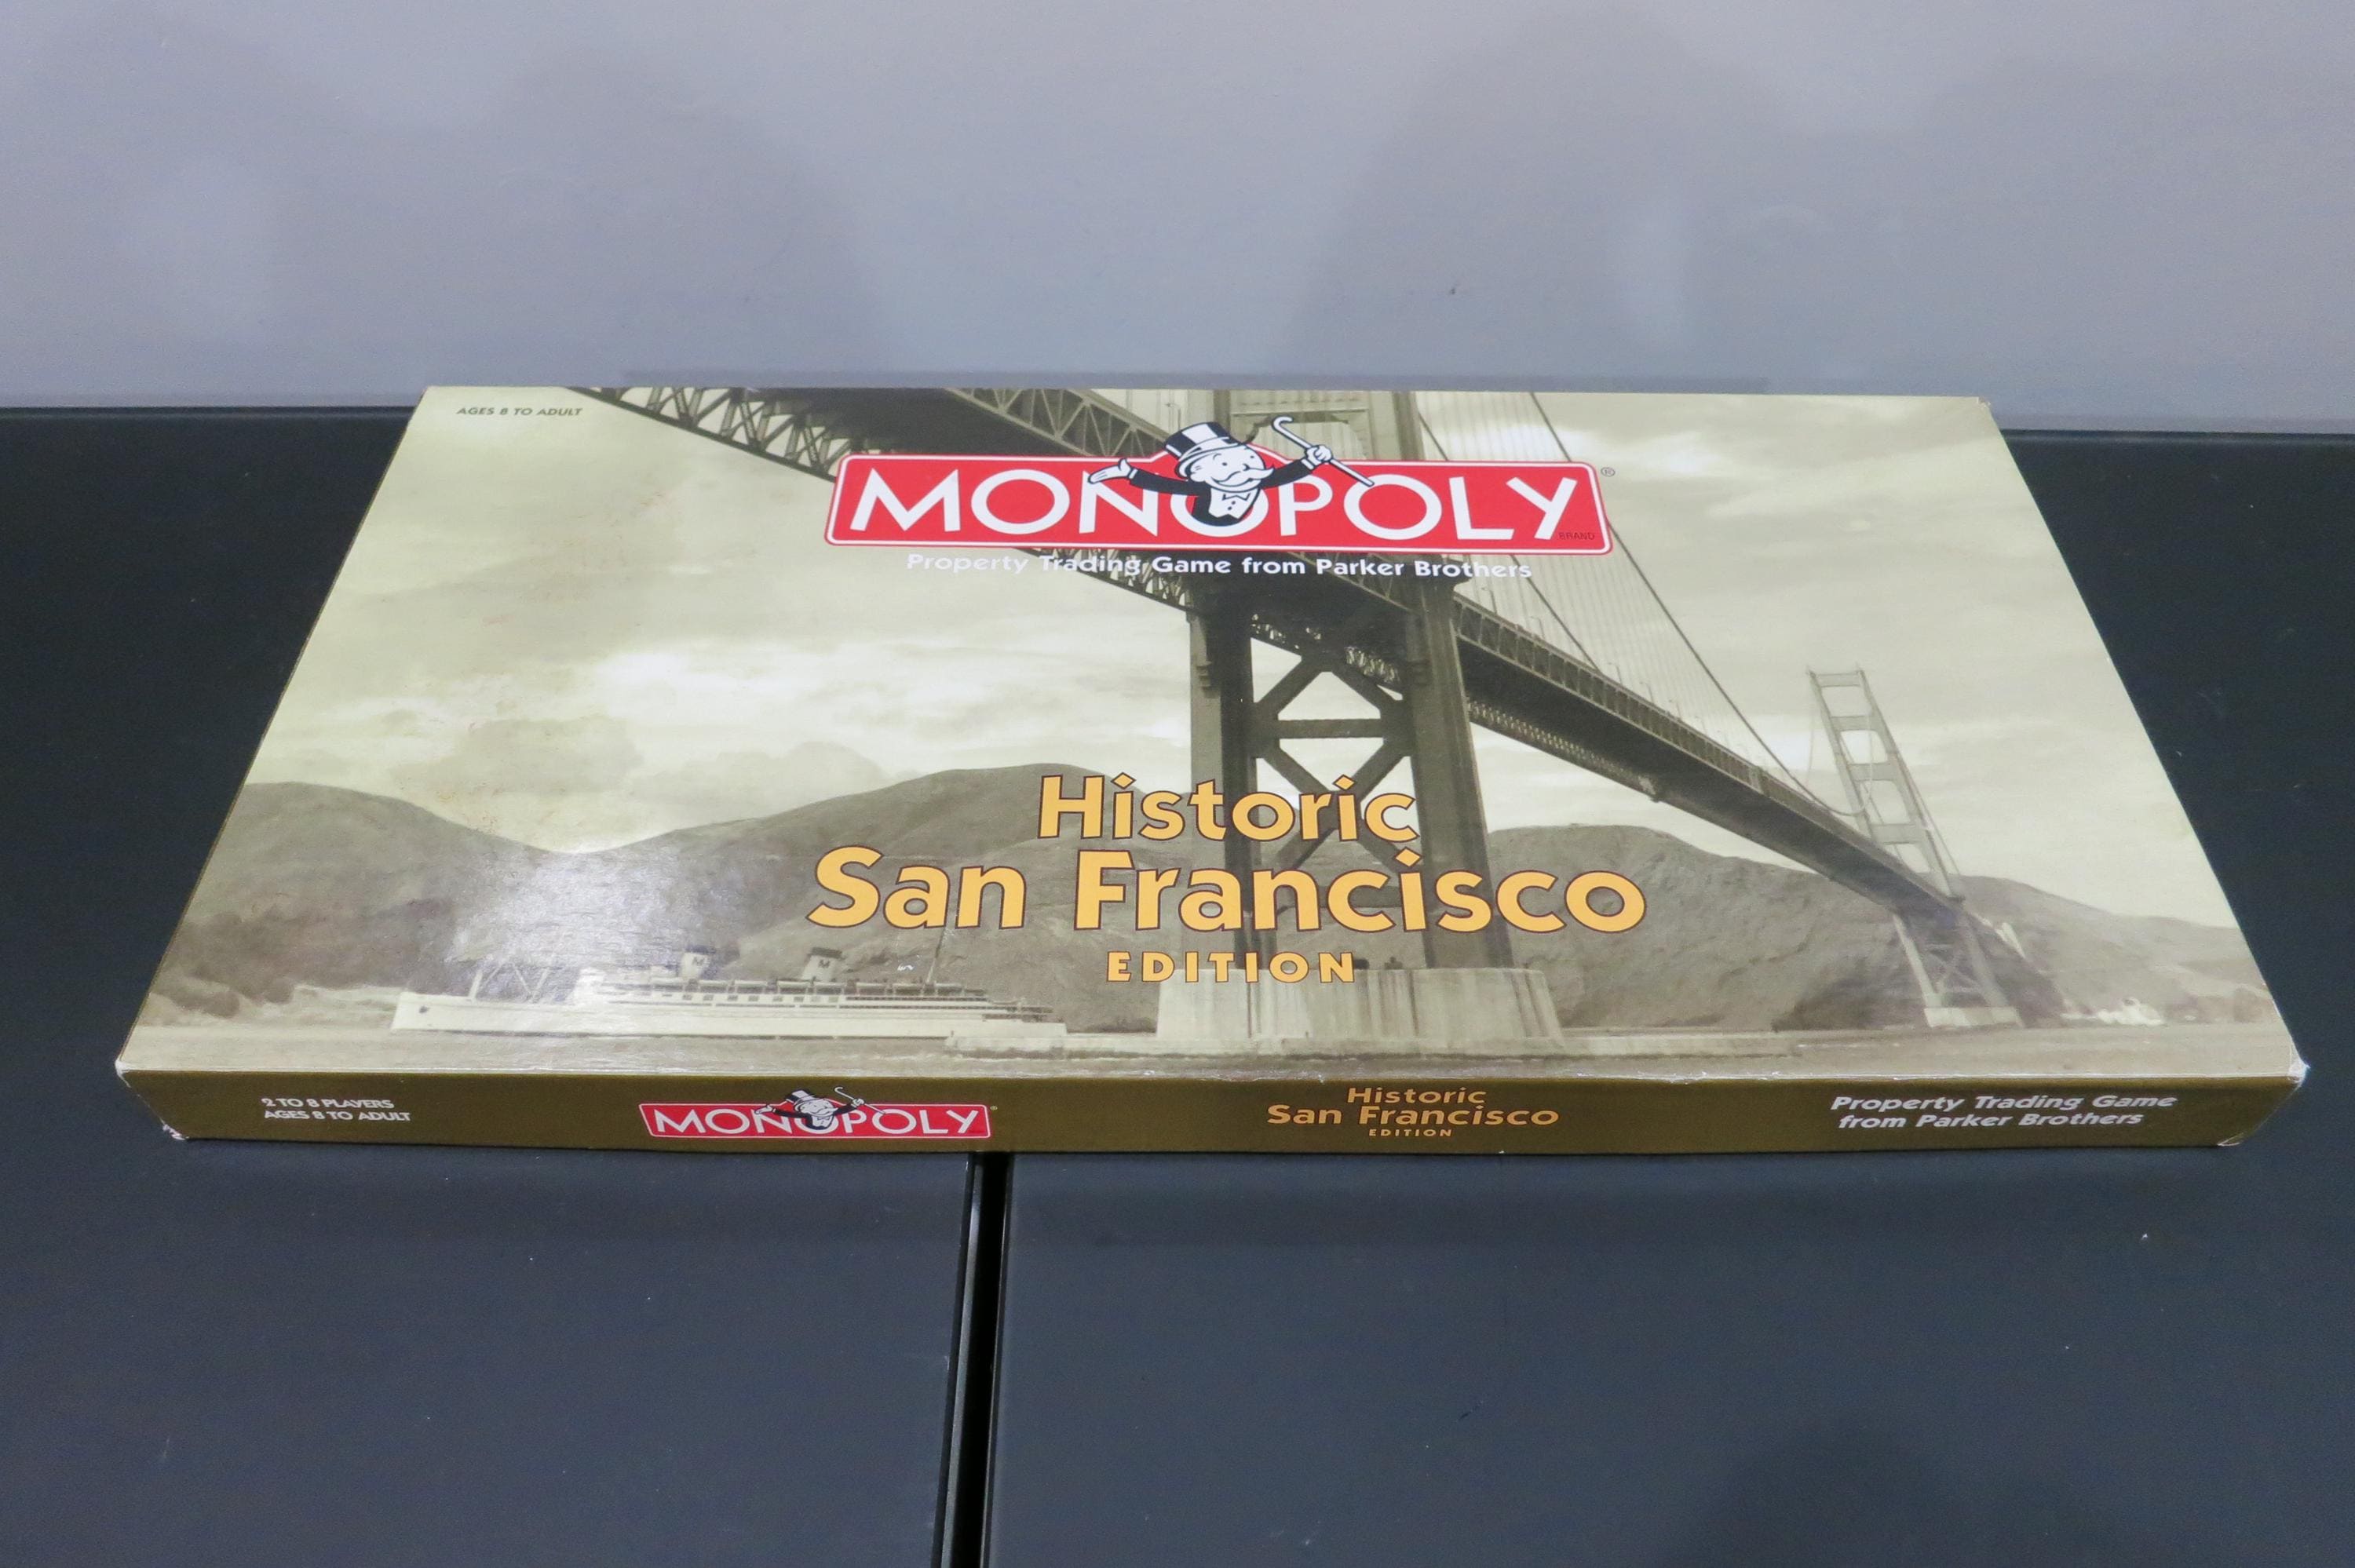 AGES 8 TO ADULT
MONOPOLY®
BRAND
Property Trading Game from Parker Brothers
Historic
San Francisco
EDITION
M M
2 TO 8 PLAYERS
AGES 8 TO ADULT
MONOPOLY®
Historic
San Francisco
EDITION
Property Trading Game
from Parker Brothers